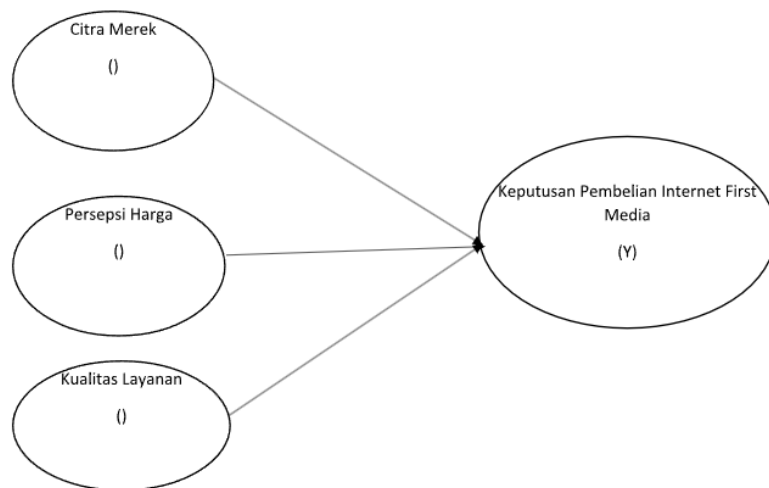 Citra Merek
()
Persepsi Harga
()
Kualitas Layanan
()
Keputusan Pembelian Internet First
Media
(Y)